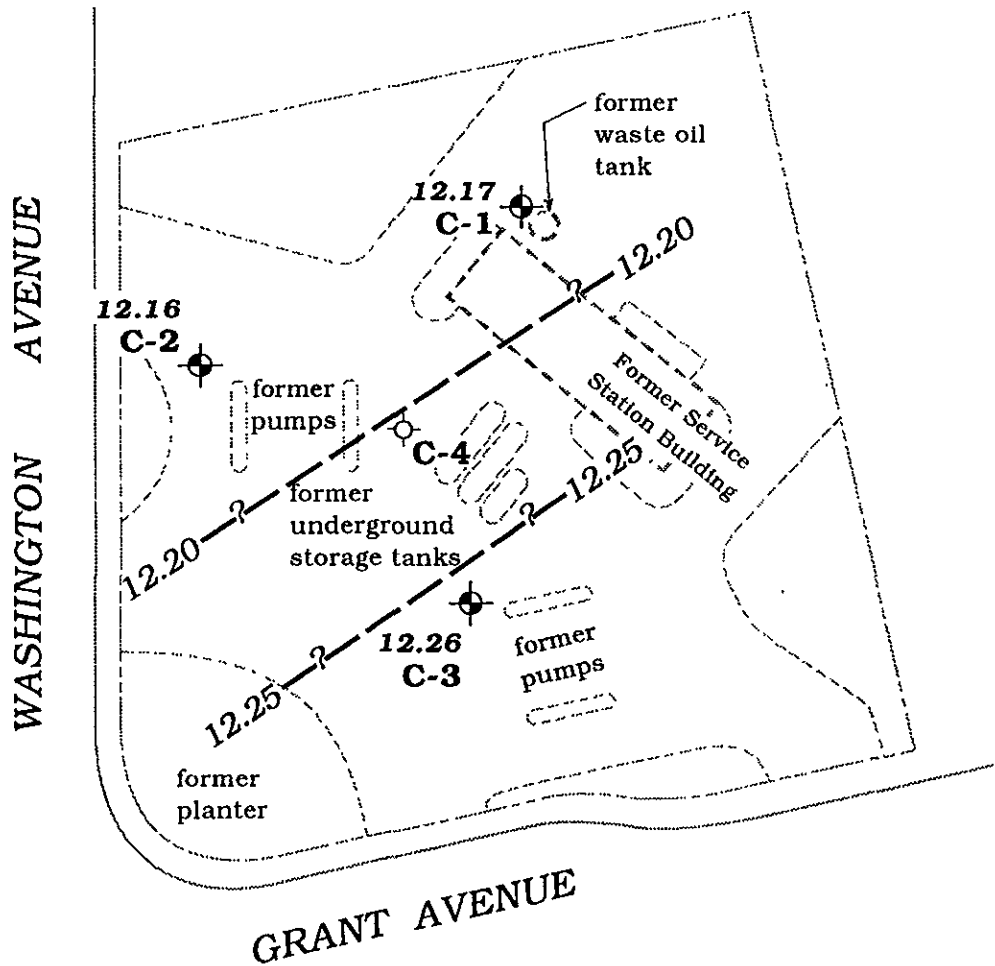 former
waste oil
tank
12.17
C-1
12.20
12.16
C-2
WASHINGTON AVENUE
former
pumps
C-4
Former Service
Station Building
12.25
former
underground
storage tanks
?
?
?
?
12.20
12.26
C-3
former
pumps
12.25
former
planter
GRANT AVENUE